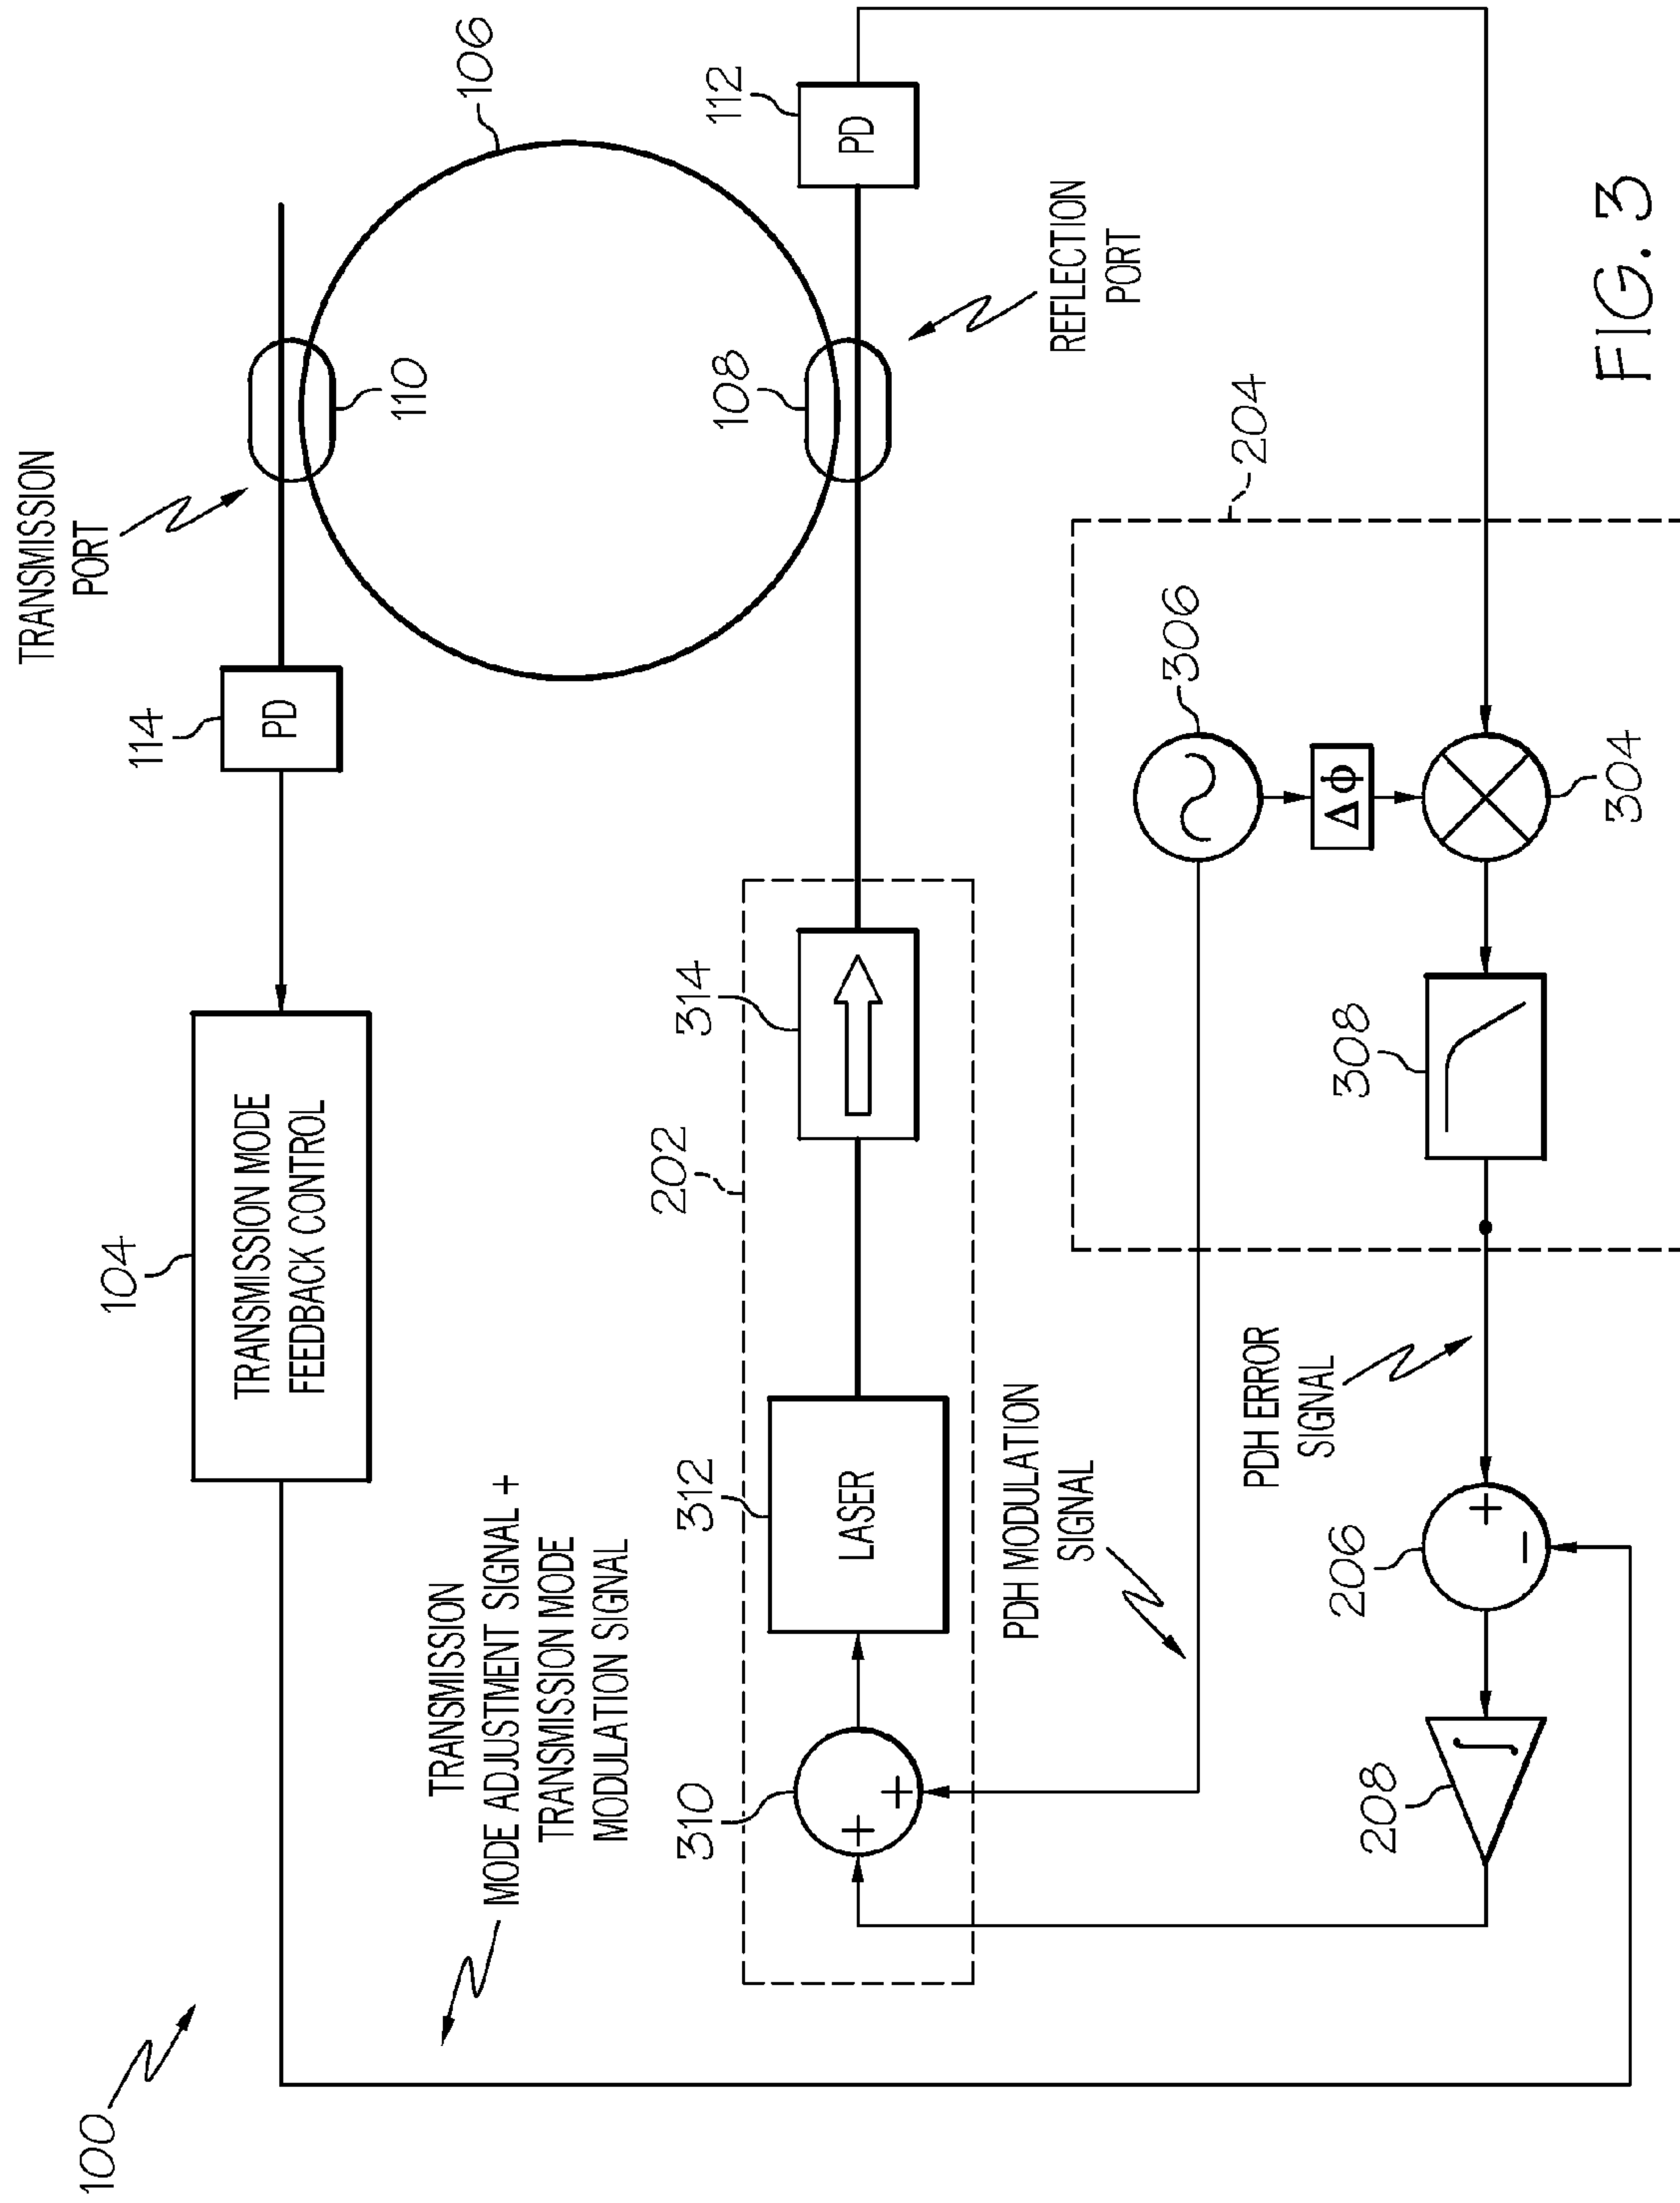 100
TRANSMISSION
MODE ADJUSTMENT SIGNAL +
TRANSMISSION MODE
MODULATION SIGNAL
104
TRANSMISSION MODE
FEEDBACK CONTROL
114
PD
TRANSMISSION
PORT
110
106
202
310
+
+
312
LASER
314
108
REFLECTION
PORT
112
PD
PDH MODULATION
SIGNAL
204
306
Δϕ
304
308
PDH ERROR
SIGNAL
206
+
−
208
∫
FIG. 3